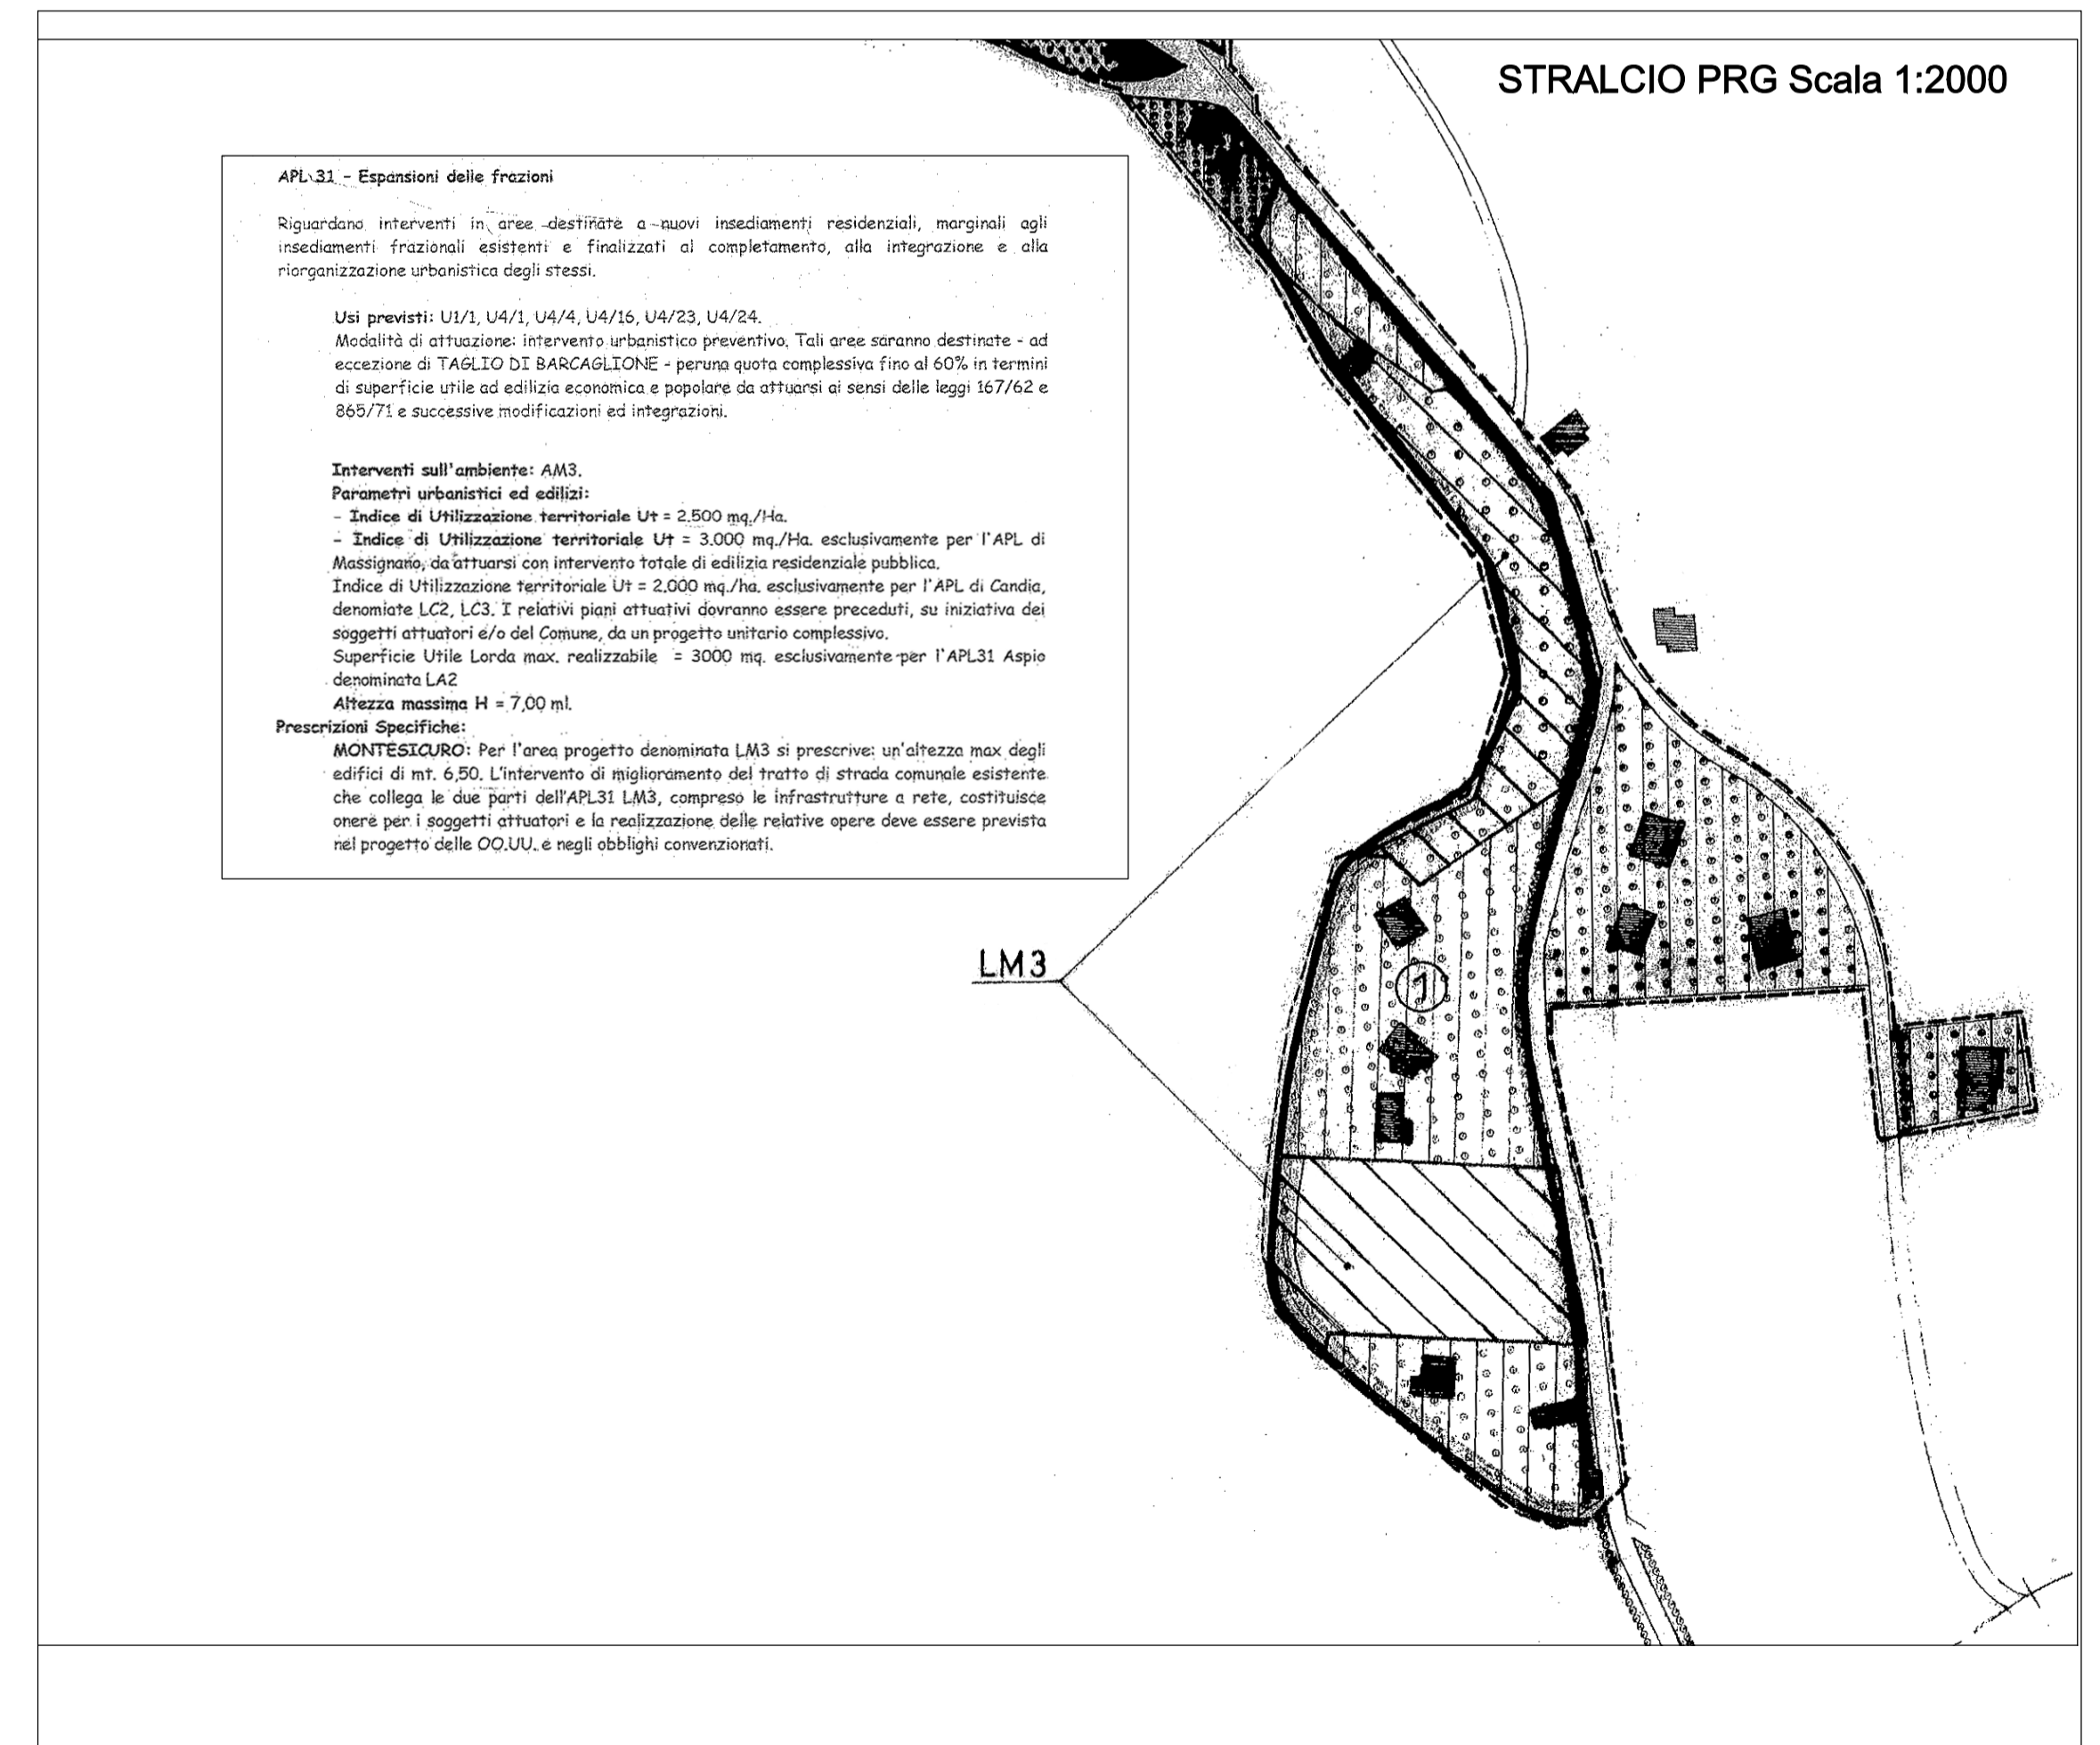 STRALCIO PRG Scala 1:2000
APL 31 - Espansioni delle frazioni
Riguardano interventi in aree destinate a nuovi insediamenti residenziali, marginali agli
insediamenti frazionali esistenti e finalizzati al completamento, alla integrazione e alla
riorganizzazione urbanistica degli stessi.
Usi previsti: U1/1, U4/1, U4/4, U4/16, U4/23, U4/24.
Modalità di attuazione: intervento urbanistico preventivo. Tali aree saranno destinate - ad
eccezione di TAGLIO DI BARCAGLIONE - peruna quota complessiva fino al 60% in termini
di superficie utile ad edilizia economica e popolare da attuarsi ai sensi delle leggi 167/62 e
865/71 e successive modificazioni ed integrazioni.
Interventi sull'ambiente: AM3.
Parametri urbanistici ed edilizi:
- Indice di Utilizzazione territoriale Ut = 2.500 mq./Ha.
- Indice di Utilizzazione territoriale Ut = 3.000 mq./Ha. esclusivamente per l'APL di
Massignano, da attuarsi con intervento totale di edilizia residenziale pubblica.
Indice di Utilizzazione territoriale Ut = 2.000 mq./ha. esclusivamente per l'APL di Candia,
denomiate LC2, LC3. I relativi piani attuativi dovranno essere preceduti, su iniziativa dei
soggetti attuatori e/o del Comune, da un progetto unitario complessivo.
Superficie Utile Lorda max. realizzabile = 3000 mq. esclusivamente per l'APL31 Aspio
denominata LA2
Altezza massima H = 7,00 ml.
Prescrizioni Specifiche:
MONTESICURO: Per l'area progetto denominata LM3 si prescrive: un'altezza max degli
edifici di mt. 6,50. L'intervento di miglioramento del tratto di strada comunale esistente
che collega le due parti dell'APL31 LM3, compreso le infrastrutture a rete, costituisce
onere per i soggetti attuatori e la realizzazione delle relative opere deve essere prevista
nel progetto delle OO.UU. e negli obblighi convenzionati.
LM3
1